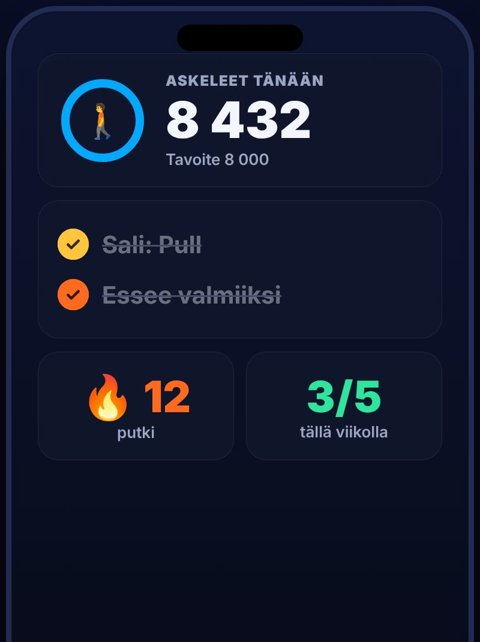 ASKELEET TÄNÄÄN
8 432
Tavoite 8 000
Sali: Pull
Essee valmiiksi
12
putki
3/5
tällä viikolla